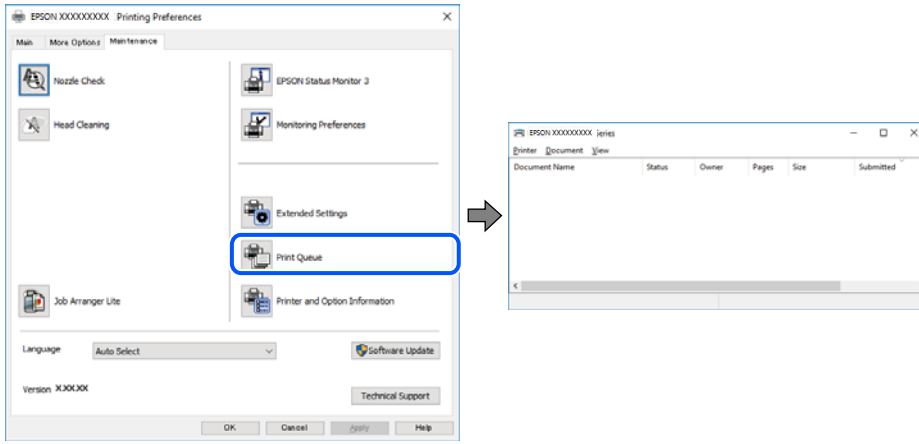 EPSON XXXXXXXXX Printing Preferences
Main More Options Maintenance
Nozzle Check
EPSON Status Monitor 3
Head Cleaning
Monitoring Preferences
Extended Settings
Print Queue
Job Arranger Lite
Printer and Option Information
Language Auto Select Software Update
Version X.XX.XX
Technical Support
OK Cancel Apply Help
EPSON XXXXXXXXX ieries
Printer Document View
Document Name Status Owner Pages Size Submitted